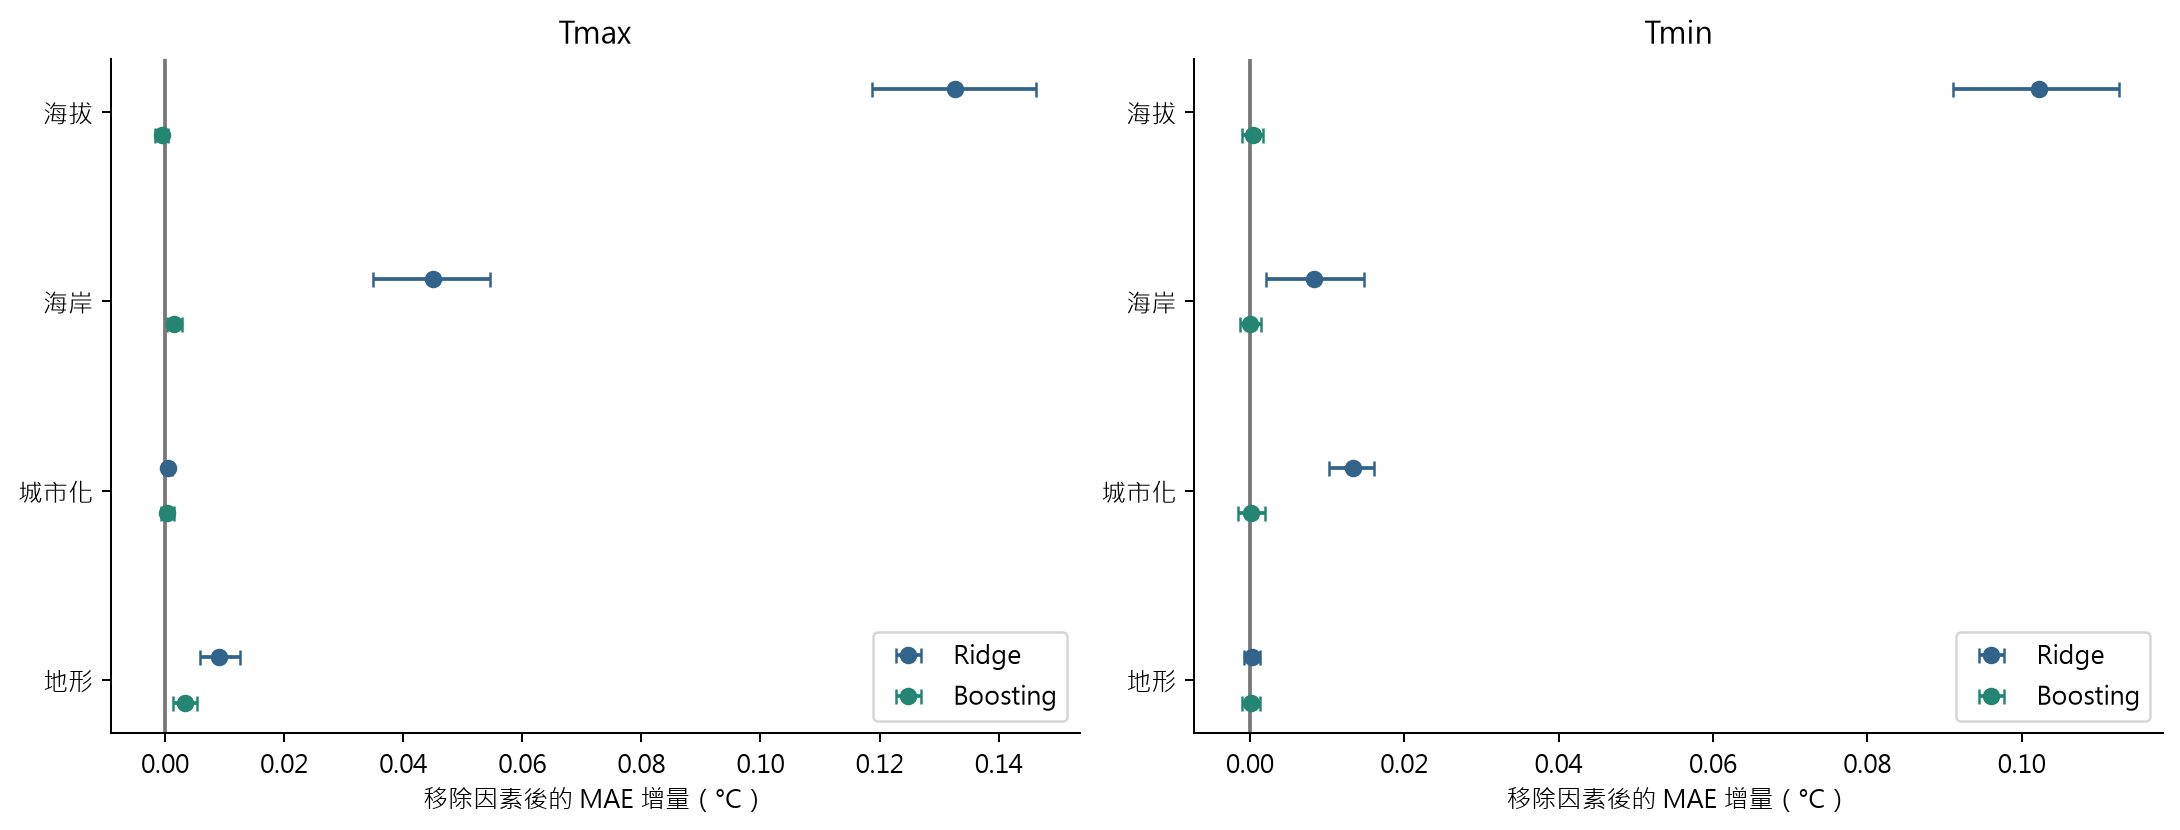 Tmax
海拔
海岸
城市化
地形
Ridge
Boosting
0.00 0.02 0.04 0.06 0.08 0.10 0.12 0.14
移除因素後的 MAE 增量（°C）
Tmin
海拔
海岸
城市化
地形
Ridge
Boosting
0.00 0.02 0.04 0.06 0.08 0.10
移除因素後的 MAE 增量（°C）